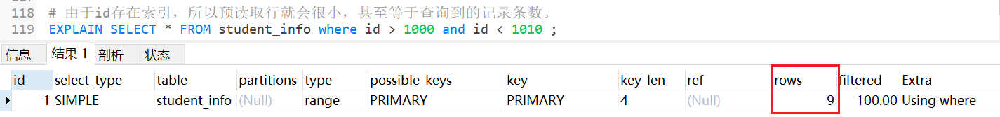 118 # 由于id存在索引，所以预读取行就会很小，甚至等于查询到的记录条数。
119 EXPLAIN SELECT * FROM student_info where id > 1000 and id < 1010 ;
信息 结果 1 剖析 状态
id select_type table partitions type possible_keys key key_len ref rows filtered Extra
1 SIMPLE student_info (Null) range PRIMARY PRIMARY 4 (Null) 9 100.00 Using where